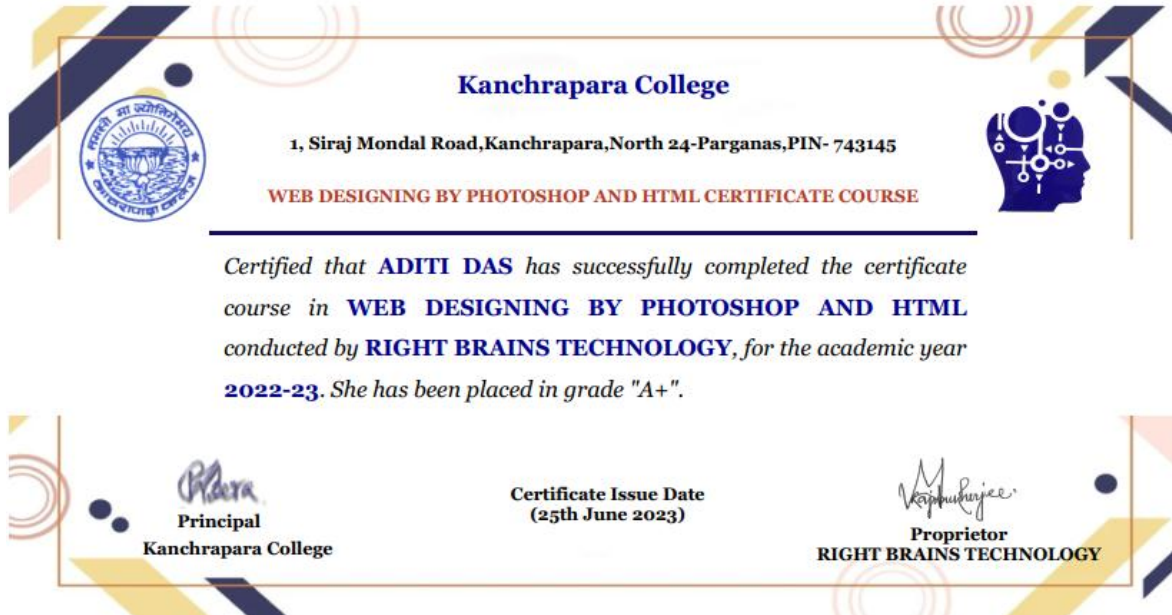 Kanchrapara College
1, Siraj Mondal Road,Kanchrapara,North 24-Parganas,PIN- 743145
WEB DESIGNING BY PHOTOSHOP AND HTML CERTIFICATE COURSE
Certified that ADITI DAS has successfully completed the certificate
course in WEB DESIGNING BY PHOTOSHOP AND HTML
conducted by RIGHT BRAINS TECHNOLOGY, for the academic year
2022-23. She has been placed in grade "A+".
Principal
Kanchrapara College
Certificate Issue Date
(25th June 2023)
Proprietor
RIGHT BRAINS TECHNOLOGY